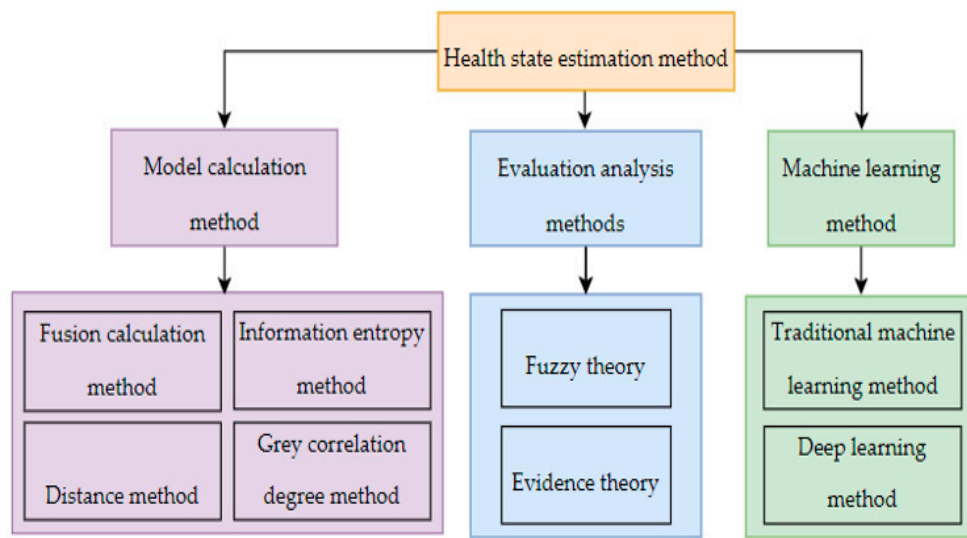 Health state estimation method
Model calculation
method
Evaluation analysis
methods
Machine learning
method
Fusion calculation
method
Information entropy
method
Distance method
Grey correlation
degree method
Fuzzy theory
Evidence theory
Traditional machine
learning method
Deep learning
method